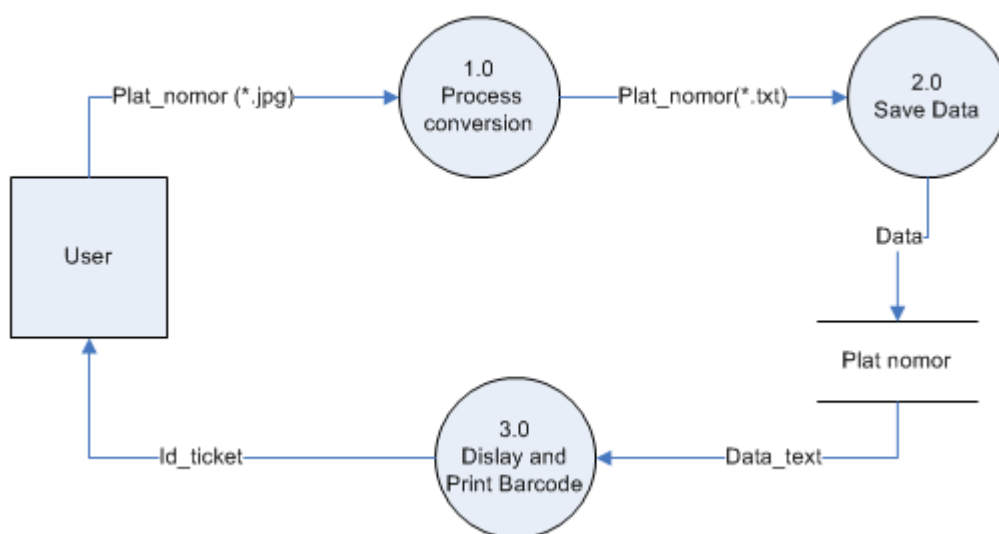 Plat_nomor (*.jpg)
1.0
Process
conversion
Plat_nomor(*.txt)
2.0
Save Data
User
Data
Plat nomor
3.0
Dislay and
Print Barcode
Id_ticket
Data_text